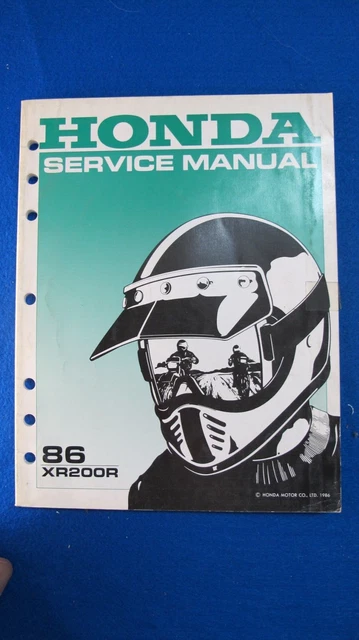 HONDA
SERVICE MANUAL
86
XR200R
© HONDA MOTOR CO., LTD. 1986